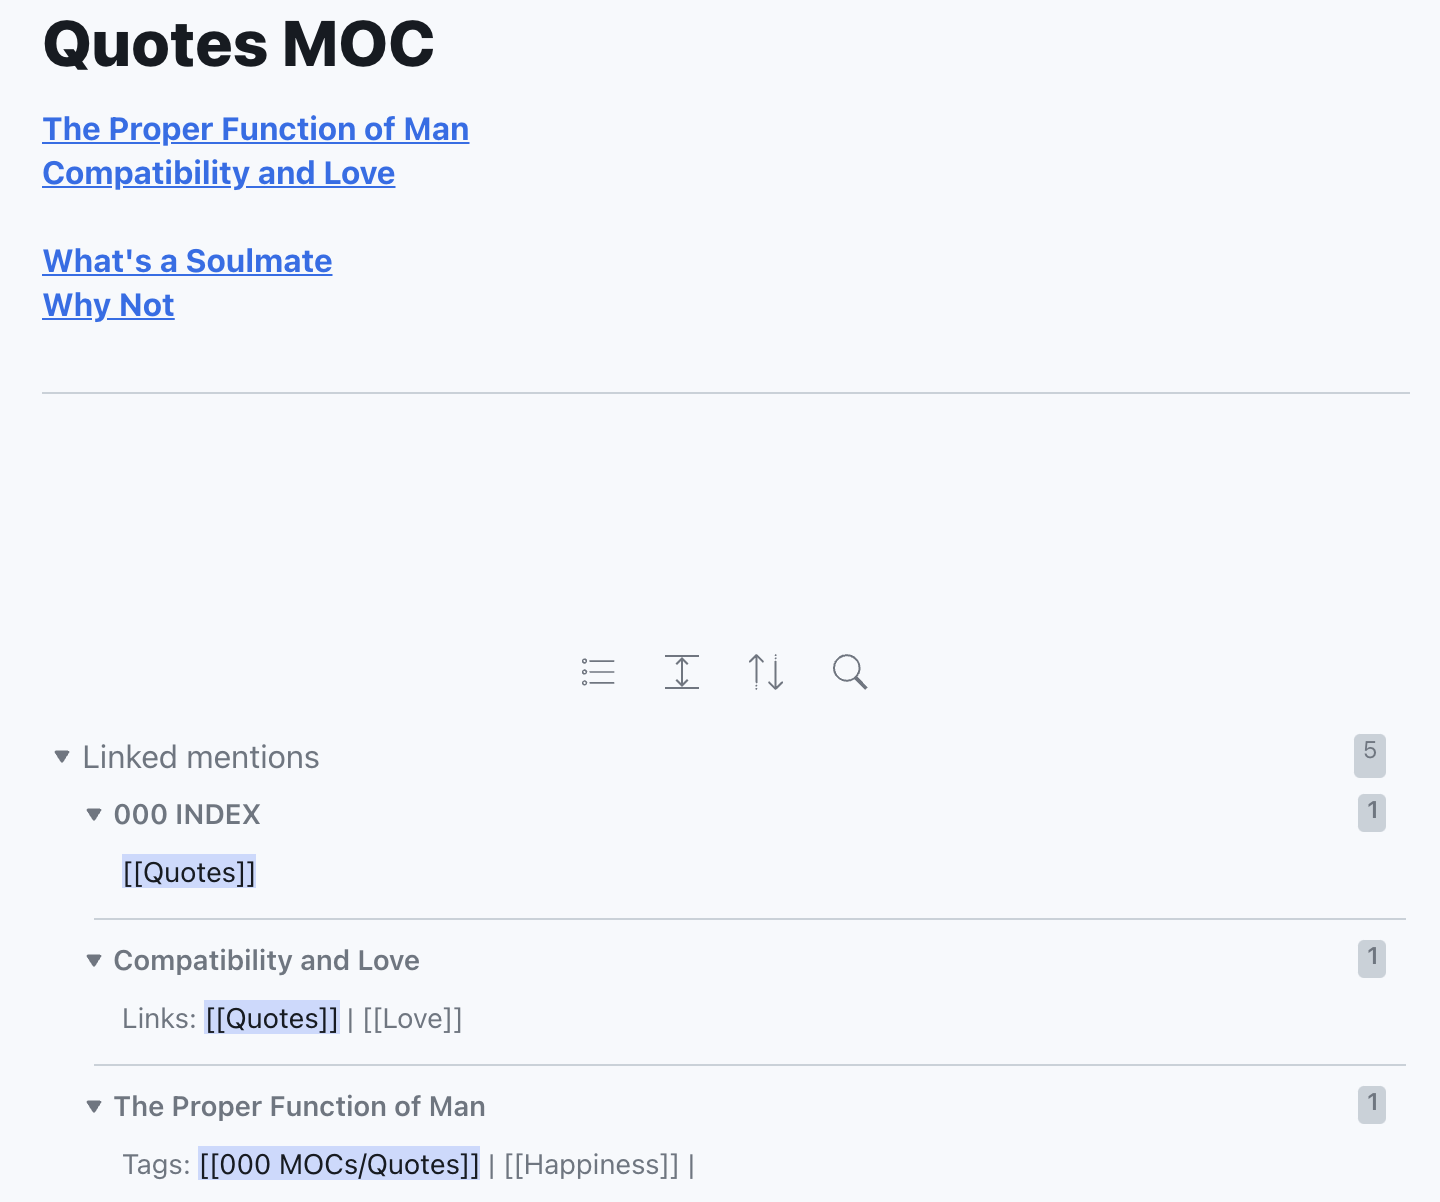 Quotes MOC
The Proper Function of Man
Compatibility and Love
What's a Soulmate
Why Not
Linked mentions 5
000 INDEX 1
[[Quotes]]
Compatibility and Love 1
Links: [[Quotes]] | [[Love]]
The Proper Function of Man 1
Tags: [[000 MOCs/Quotes]] | [[Happiness]] |